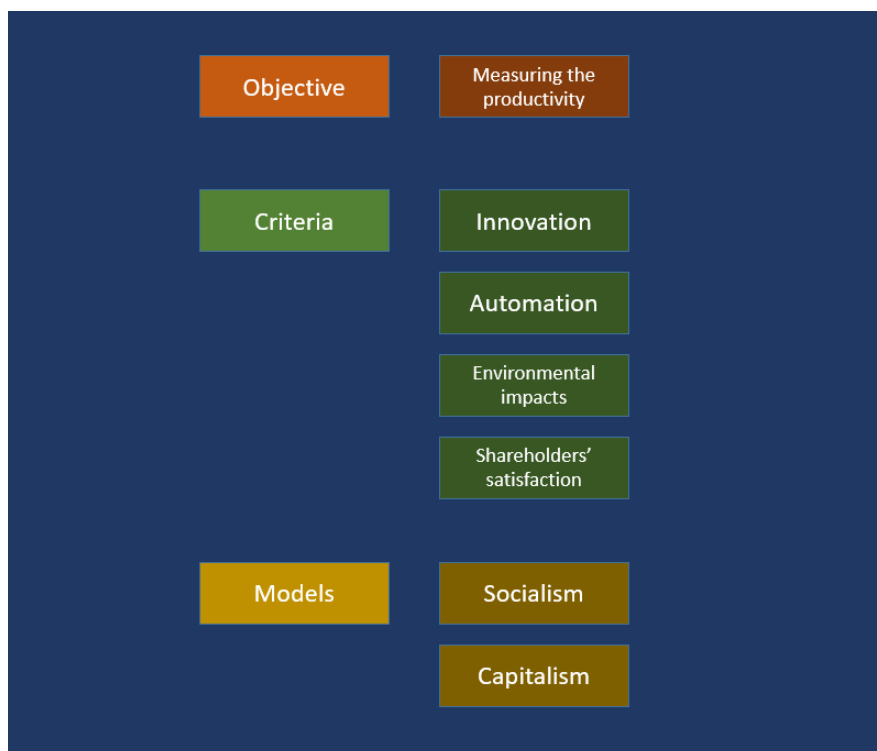 Objective
Measuring the
productivity
Criteria
Innovation
Automation
Environmental
impacts
Shareholders’
satisfaction
Models
Socialism
Capitalism